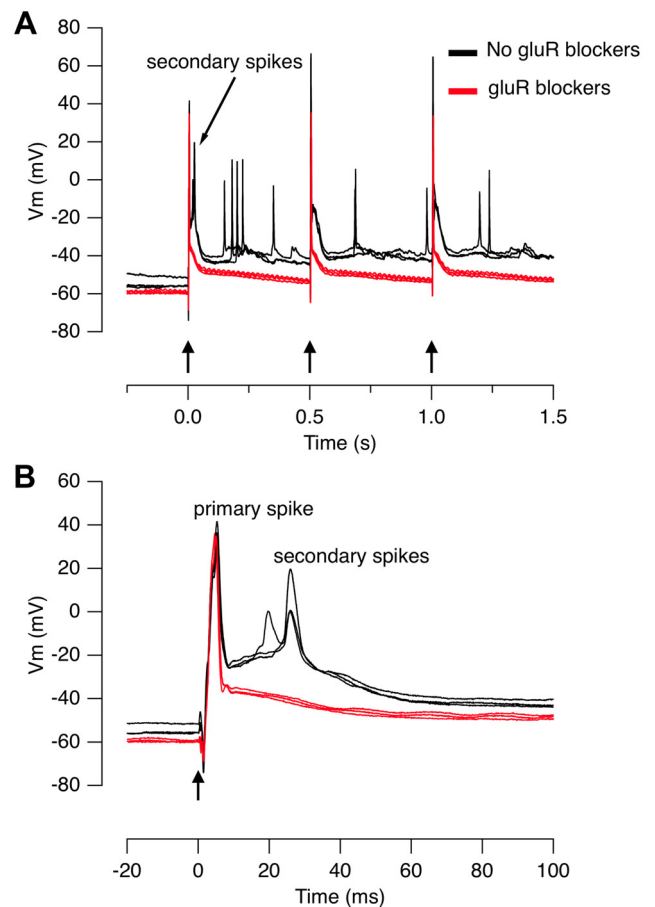 A
80
60
40
20
0
-20
-40
-60
-80
Vm (mV)
secondary spikes
No gluR blockers
gluR blockers
0.0
0.5
1.0
1.5
Time (s)
B
60
40
20
0
-20
-40
-60
-80
Vm (mV)
primary spike
secondary spikes
-20
0
20
40
60
80
100
Time (ms)